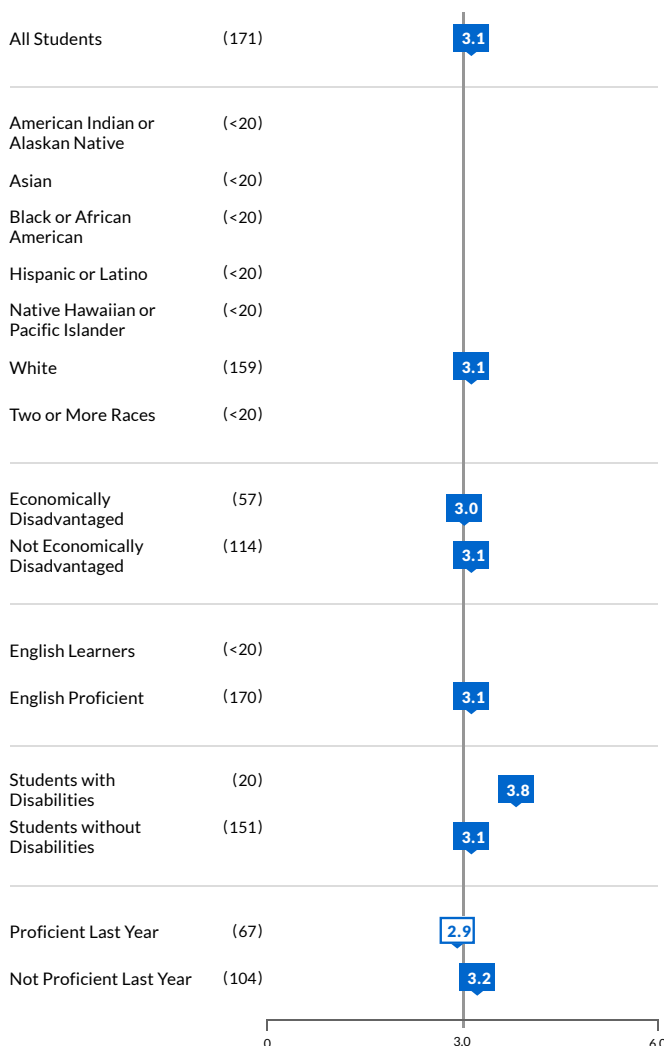 All Students (171) 3.1
American Indian or (<20)
Alaskan Native
Asian (<20)
Black or African (<20)
American
Hispanic or Latino (<20)
Native Hawaiian or (<20)
Pacific Islander
White (159) 3.1
Two or More Races (<20)
Economically (57) 3.0
Disadvantaged
Not Economically (114) 3.1
Disadvantaged
English Learners (<20)
English Proficient (170) 3.1
Students with (20) 3.8
Disabilities
Students without (151) 3.1
Disabilities
Proficient Last Year (67) 2.9
Not Proficient Last Year (104) 3.2
0 3.0 6.0